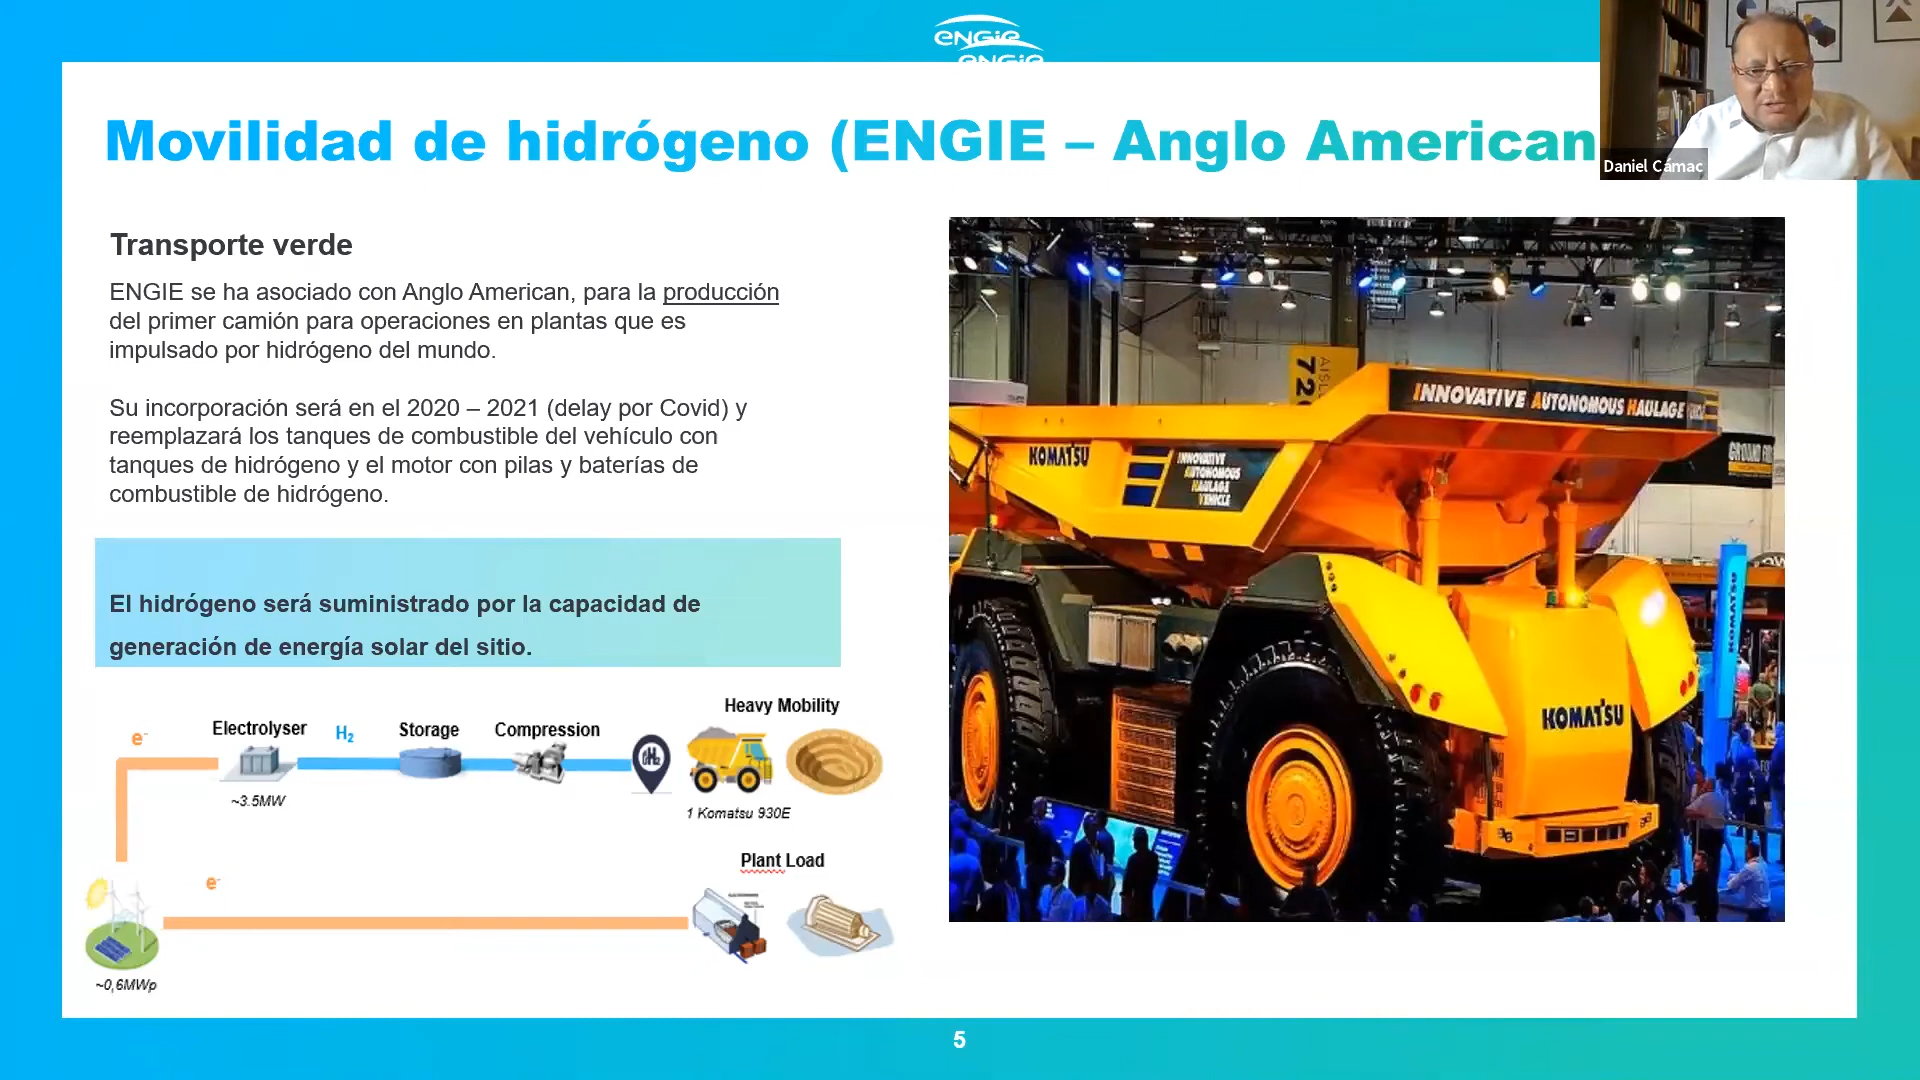 ENGIE
ENGIE
Movilidad de hidrógeno (ENGIE – Anglo American
Daniel Cámac
Transporte verde
ENGIE se ha asociado con Anglo American, para la producción
del primer camión para operaciones en plantas que es
impulsado por hidrógeno del mundo.
Su incorporación será en el 2020 – 2021 (delay por Covid) y
reemplazará los tanques de combustible del vehículo con
tanques de hidrógeno y el motor con pilas y baterías de
combustible de hidrógeno.
El hidrógeno será suministrado por la capacidad de
generación de energía solar del sitio.
e-
Electrolyser
H2
Storage
Compression
Heavy Mobility
H2
~3.5MW
1 Komatsu 930E
Plant Load
e-
~0,6MWp
AISLE
72
INNOVATIVE AUTONOMOUS HAULAGE
KOMATSU
INNOVATIVE
AUTONOMOUS
HAULAGE
VEHICLE
KOMATSU
KOMATSU
5